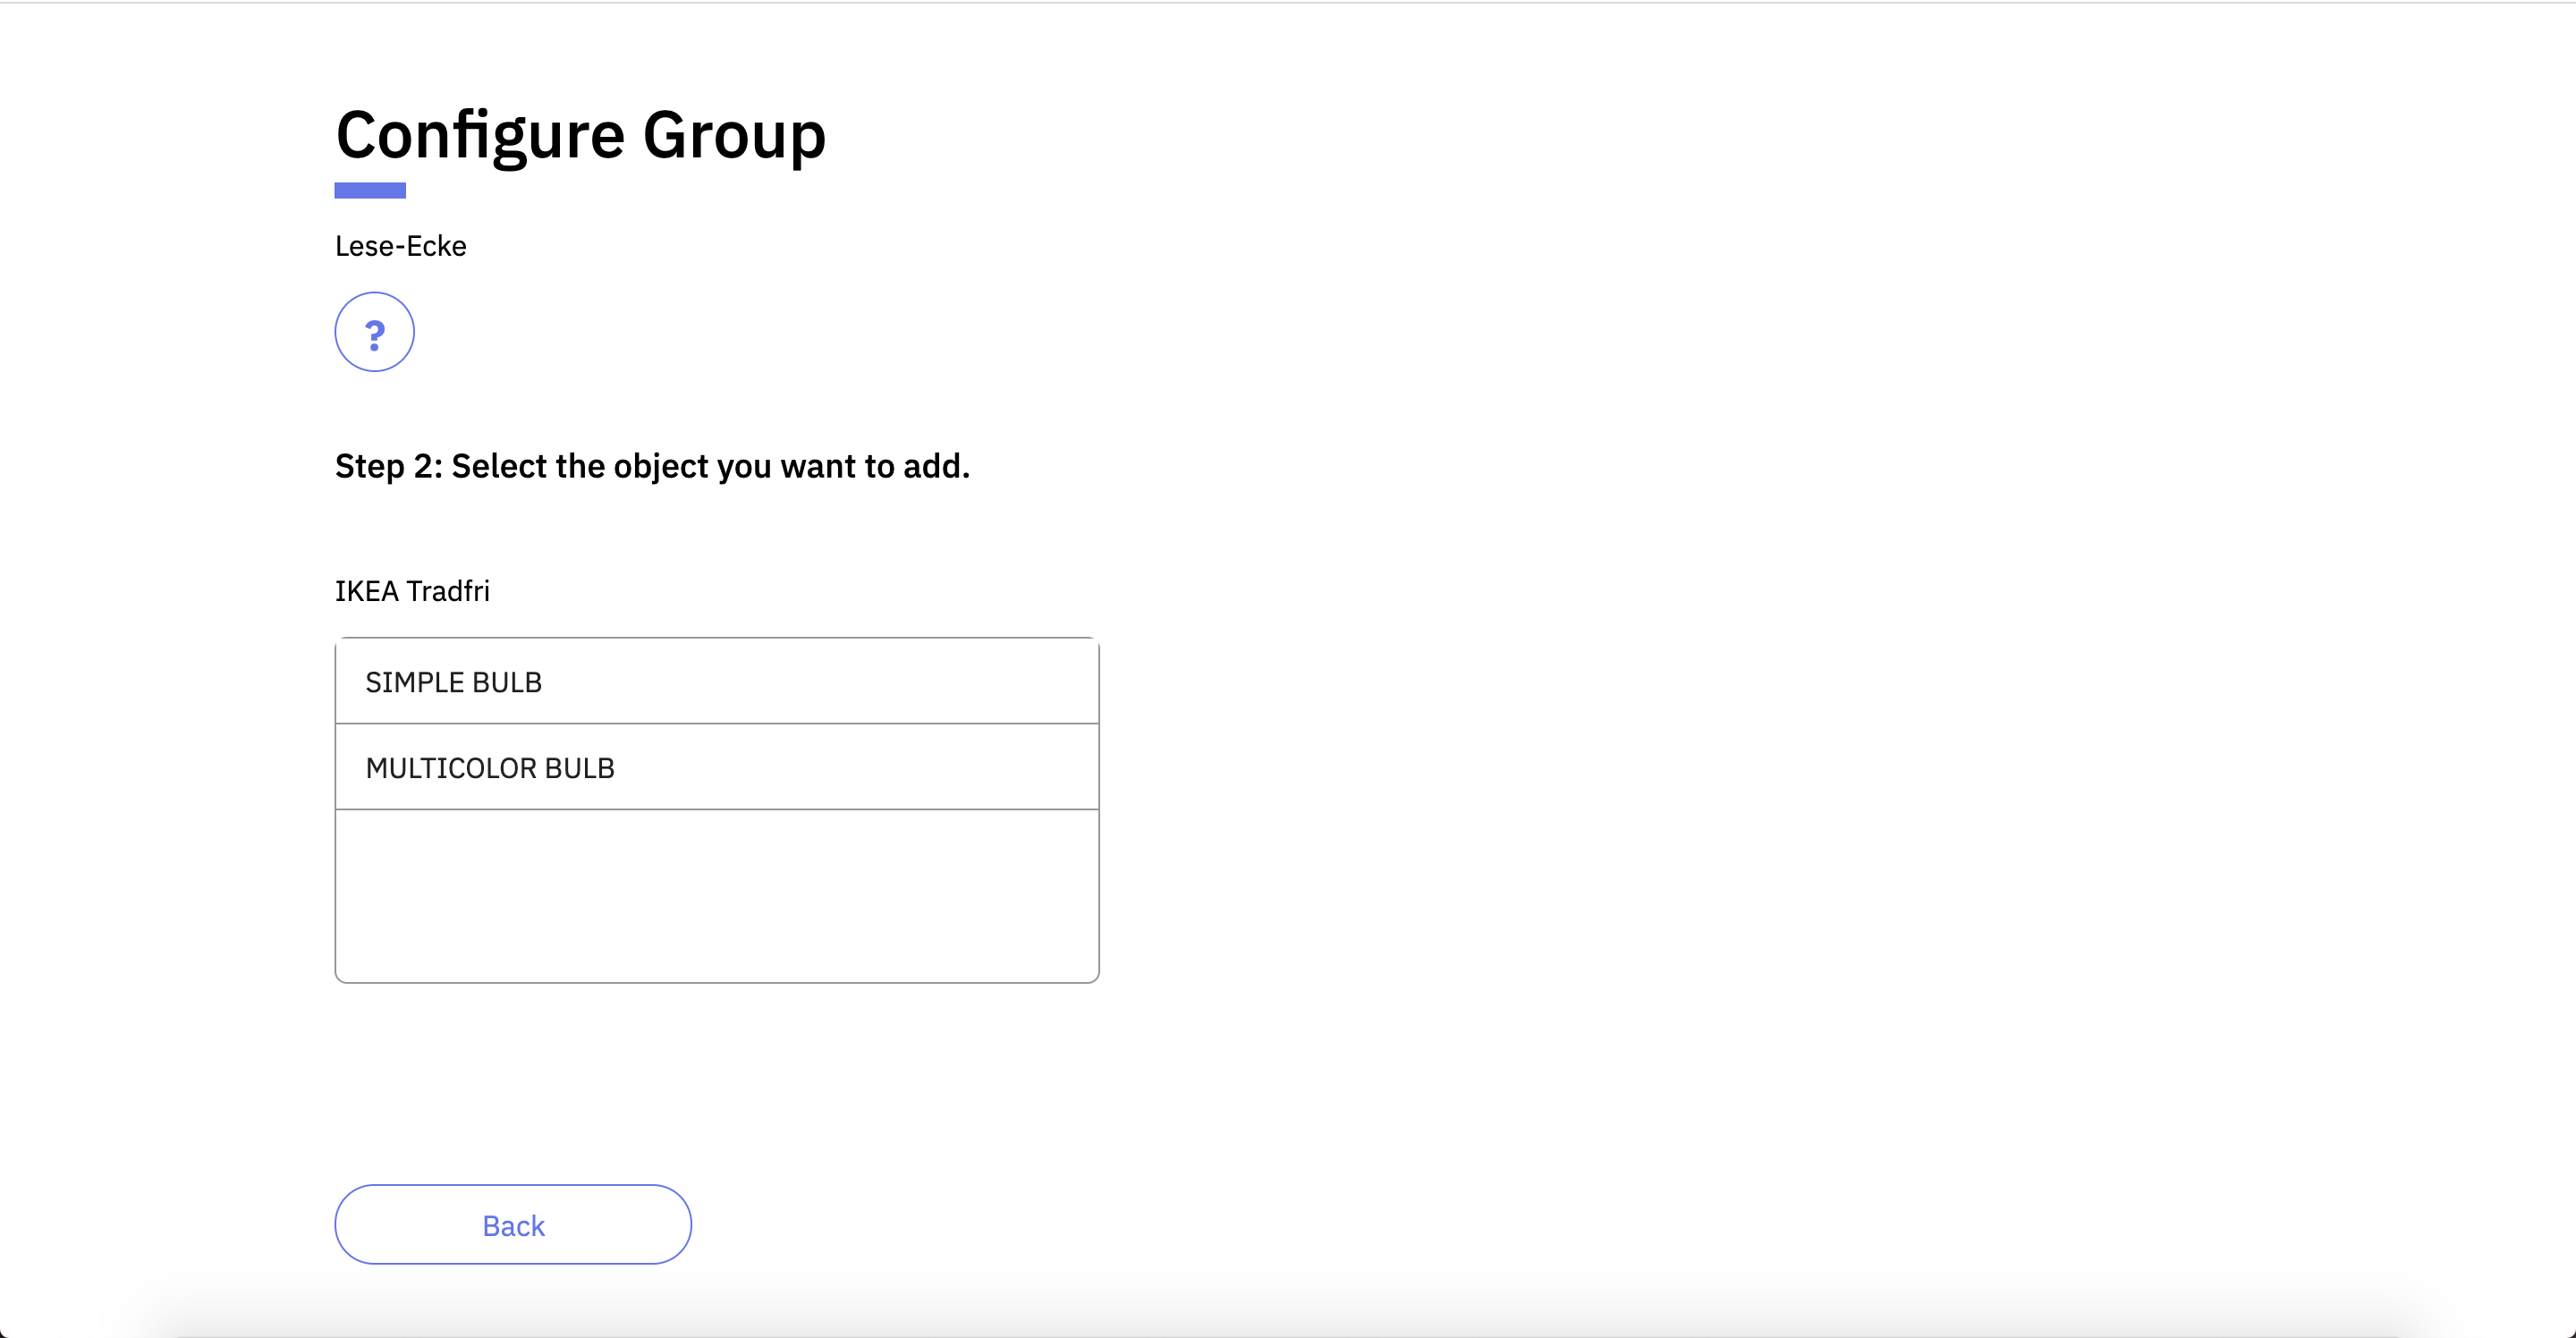 Configure Group
Lese-Ecke
?
Step 2: Select the object you want to add.
IKEA Tradfri
SIMPLE BULB
MULTICOLOR BULB
Back